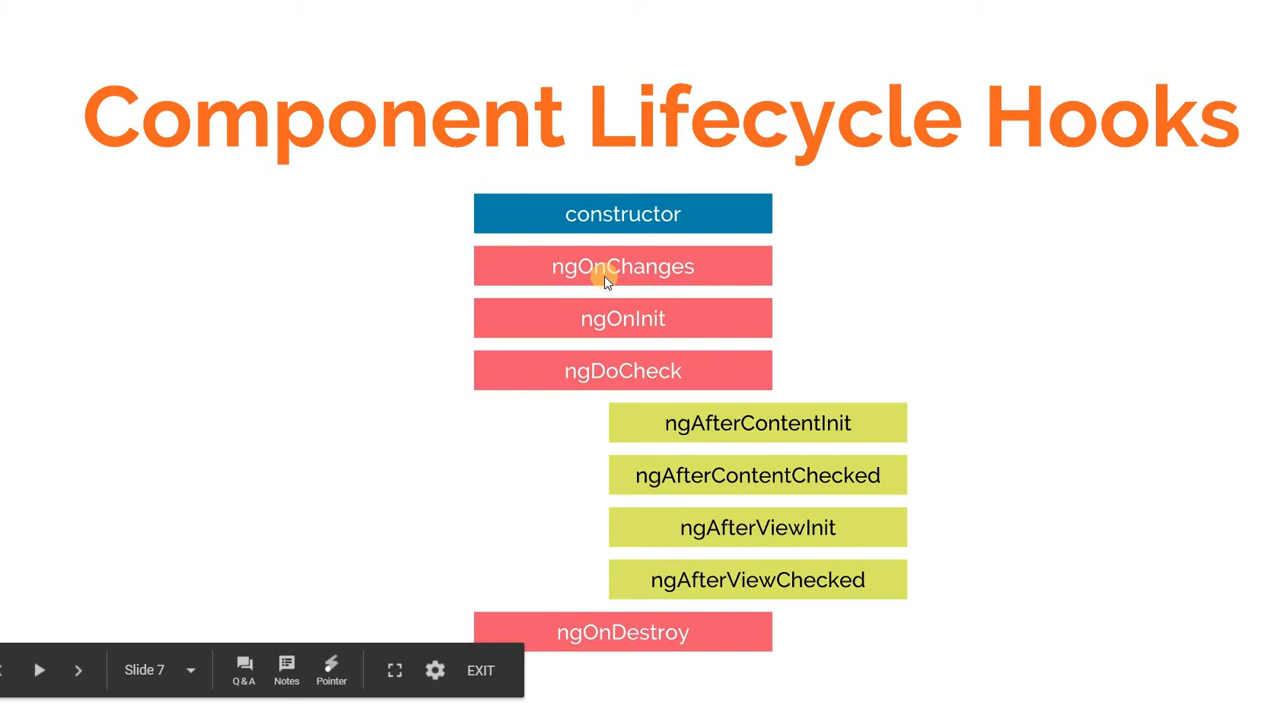 Component Lifecycle Hooks
constructor
ngOnChanges
ngOnInit
ngDoCheck
ngAfterContentInit
ngAfterContentChecked
ngAfterViewInit
ngAfterViewChecked
ngOnDestroy
Slide 7
Q & A
Notes
Pointer
EXIT